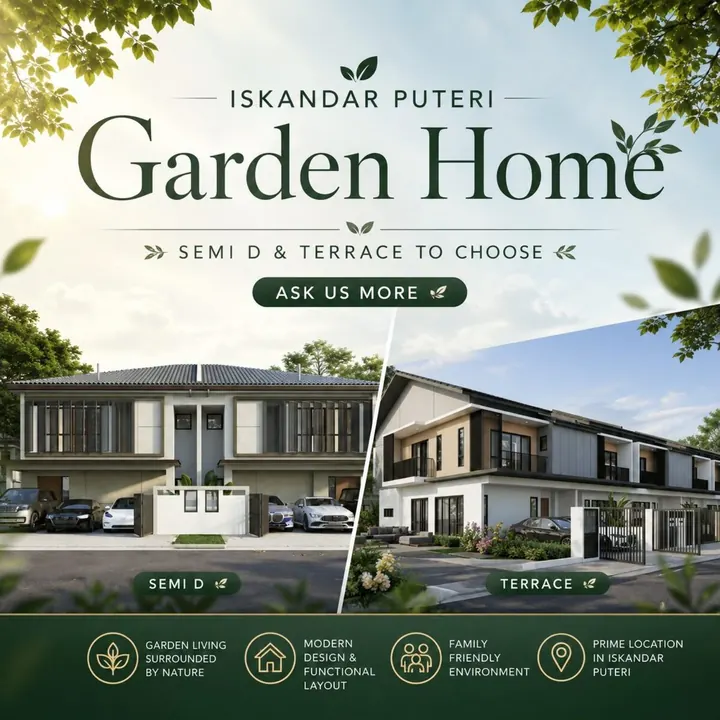 ISKANDAR PUTERI
Garden Home
SEMI D & TERRACE TO CHOOSE
ASK US MORE
SEMI D
TERRACE
GARDEN LIVING
SURROUNDED
BY NATURE
MODERN
DESIGN &
FUNCTIONAL
LAYOUT
FAMILY
FRIENDLY
ENVIRONMENT
PRIME LOCATION
IN ISKANDAR
PUTERI